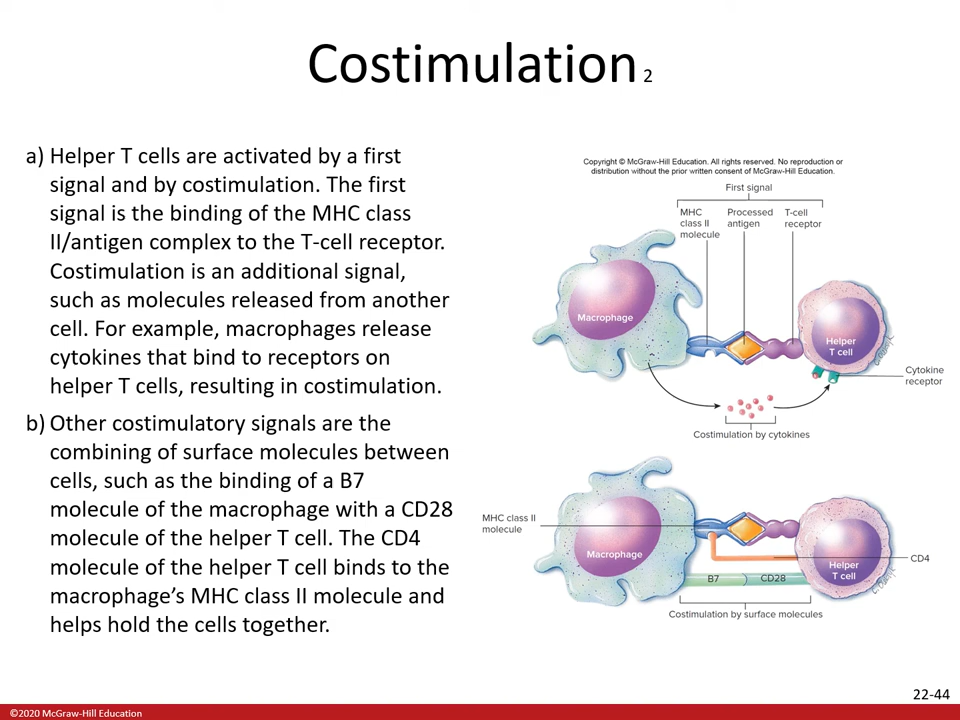 Costimulation 2
a) Helper T cells are activated by a first
signal and by costimulation. The first
signal is the binding of the MHC class
II/antigen complex to the T-cell receptor.
Costimulation is an additional signal,
such as molecules released from another
cell. For example, macrophages release
cytokines that bind to receptors on
helper T cells, resulting in costimulation.
b) Other costimulatory signals are the
combining of surface molecules between
cells, such as the binding of a B7
molecule of the macrophage with a CD28
molecule of the helper T cell. The CD4
molecule of the helper T cell binds to the
macrophage’s MHC class II molecule and
helps hold the cells together.
Copyright © McGraw-Hill Education. All rights reserved. No reproduction or
distribution without the prior written consent of McGraw-Hill Education.
First signal
MHC
class II
molecule
Processed
antigen
T-cell
receptor
Macrophage
Helper
T cell
Cytokine
receptor
Costimulation by cytokines
MHC class II
molecule
Macrophage
Helper
T cell
CD4
B7
CD28
Costimulation by surface molecules
22-44
©2020 McGraw-Hill Education